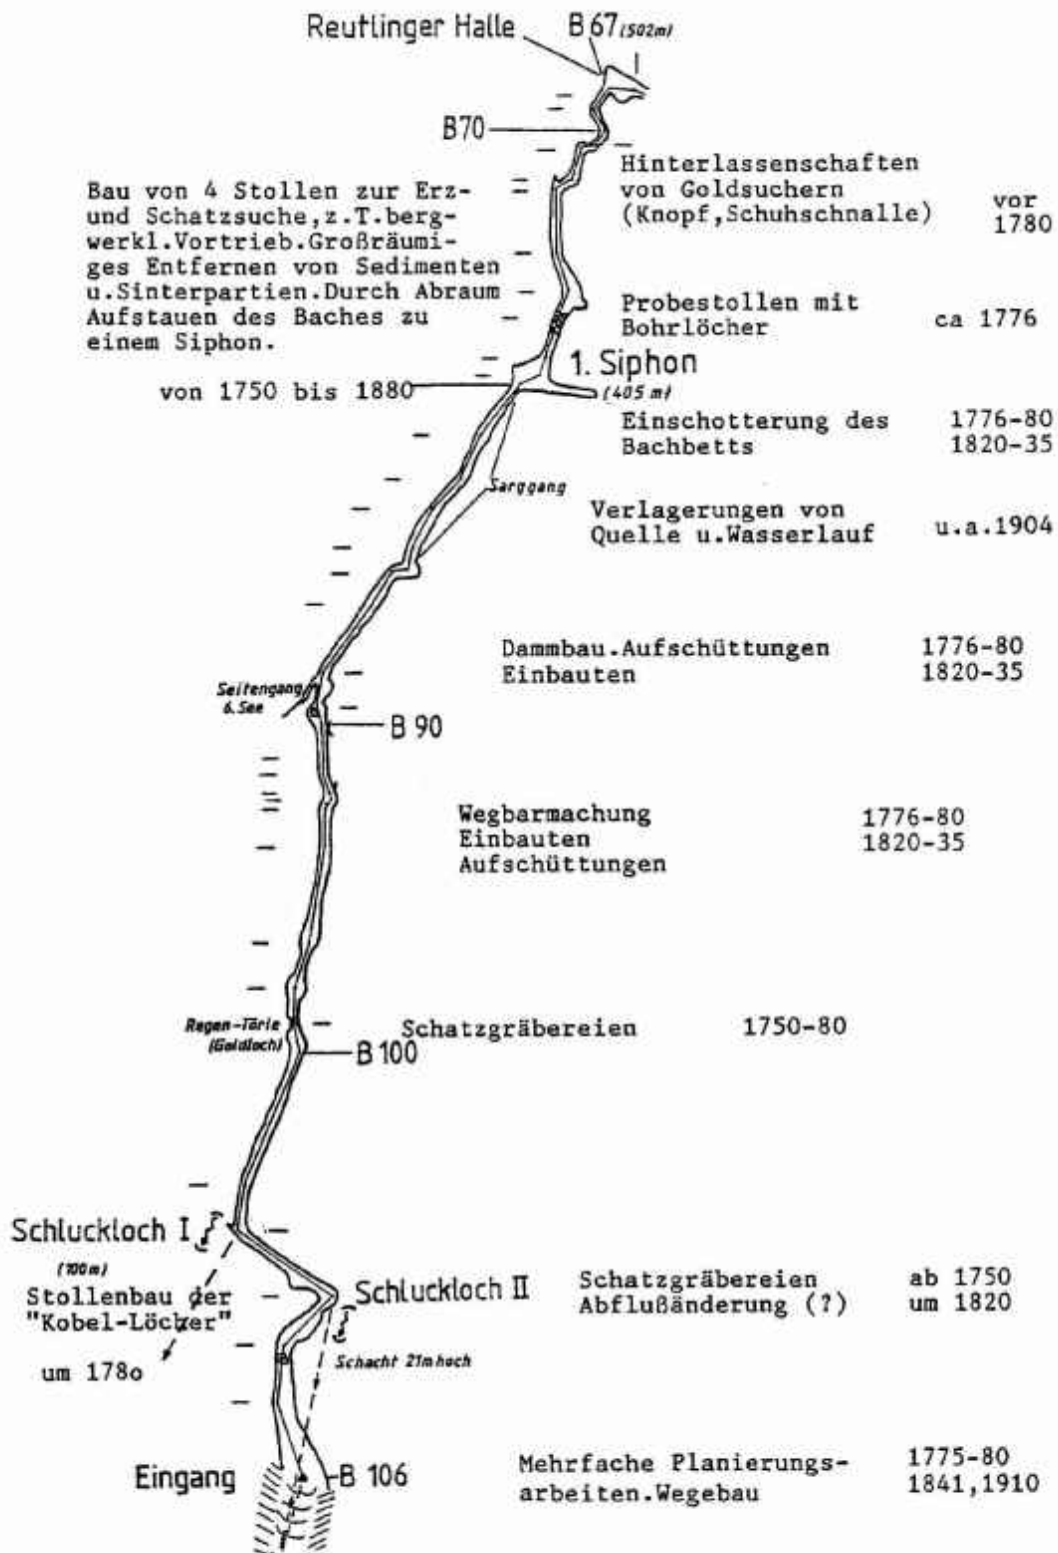 Reutlinger Halle B 67 (502m)
B70
Hinterlassenschaften
von Goldsuchern
(Knopf,Schuhschnalle)
vor
1780
Bau von 4 Stollen zur Erz-
und Schatzsuche,z.T.berg-
werkl.Vortrieb.Großräumi-
ges Entfernen von Sedimenten
u.Sinterpartien.Durch Abraum
Aufstauen des Baches zu
einem Siphon.
Probestollen mit
Bohrlöcher
ca 1776
1. Siphon
(405 m)
von 1750 bis 1880
Einschotterung des 1776-80
Bachbetts 1820-35
Sarggang
Verlagerungen von
Quelle u.Wasserlauf u.a.1904
Dammbau.Aufschüttungen 1776-80
Einbauten 1820-35
Seitengang
6. See
B 90
Wegbarmachung 1776-80
Einbauten 1820-35
Aufschüttungen
Regen-Törle
(Goldloch)
Schatzgräbereien 1750-80
B 100
Schluckloch I
(100m)
Stollenbau der
"Kobel-Löcher"
um 178o
Schluckloch II
Schatzgräbereien ab 1750
Abflußänderung (?) um 1820
Schacht 21m hoch
Eingang
B 106
Mehrfache Planierungs- 1775-80
arbeiten.Wegebau 1841,1910